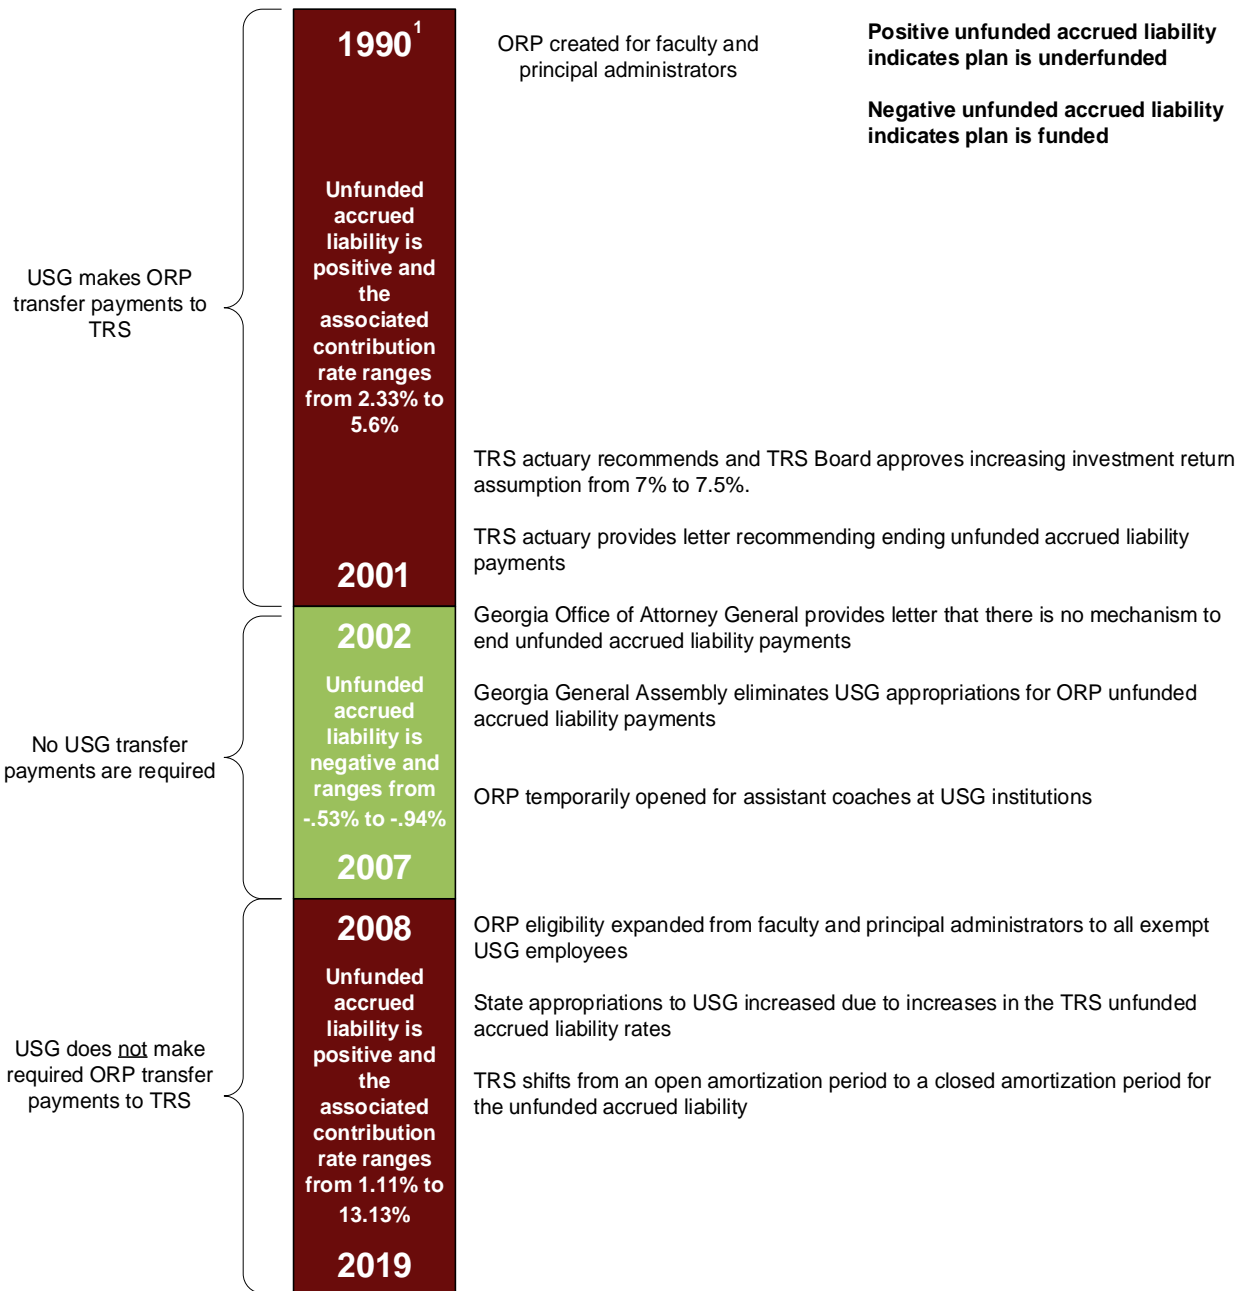 1990¹
ORP created for faculty and
principal administrators
Positive unfunded accrued liability
indicates plan is underfunded
Negative unfunded accrued liability
indicates plan is funded
USG makes ORP
transfer payments to
TRS
Unfunded
accrued
liability is
positive and
the
associated
contribution
rate ranges
from 2.33% to
5.6%
TRS actuary recommends and TRS Board approves increasing investment return
assumption from 7% to 7.5%.
TRS actuary provides letter recommending ending unfunded accrued liability
payments
2001
Georgia Office of Attorney General provides letter that there is no mechanism to
end unfunded accrued liability payments
2002
Georgia General Assembly eliminates USG appropriations for ORP unfunded
accrued liability payments
No USG transfer
payments are required
Unfunded
accrued
liability is
negative and
ranges from
-.53% to -.94%
ORP temporarily opened for assistant coaches at USG institutions
2007
2008
ORP eligibility expanded from faculty and principal administrators to all exempt
USG employees
State appropriations to USG increased due to increases in the TRS unfunded
accrued liability rates
USG does not make
required ORP transfer
payments to TRS
Unfunded
accrued
liability is
positive and
the
associated
contribution
rate ranges
from 1.11% to
13.13%
TRS shifts from an open amortization period to a closed amortization period for
the unfunded accrued liability
2019